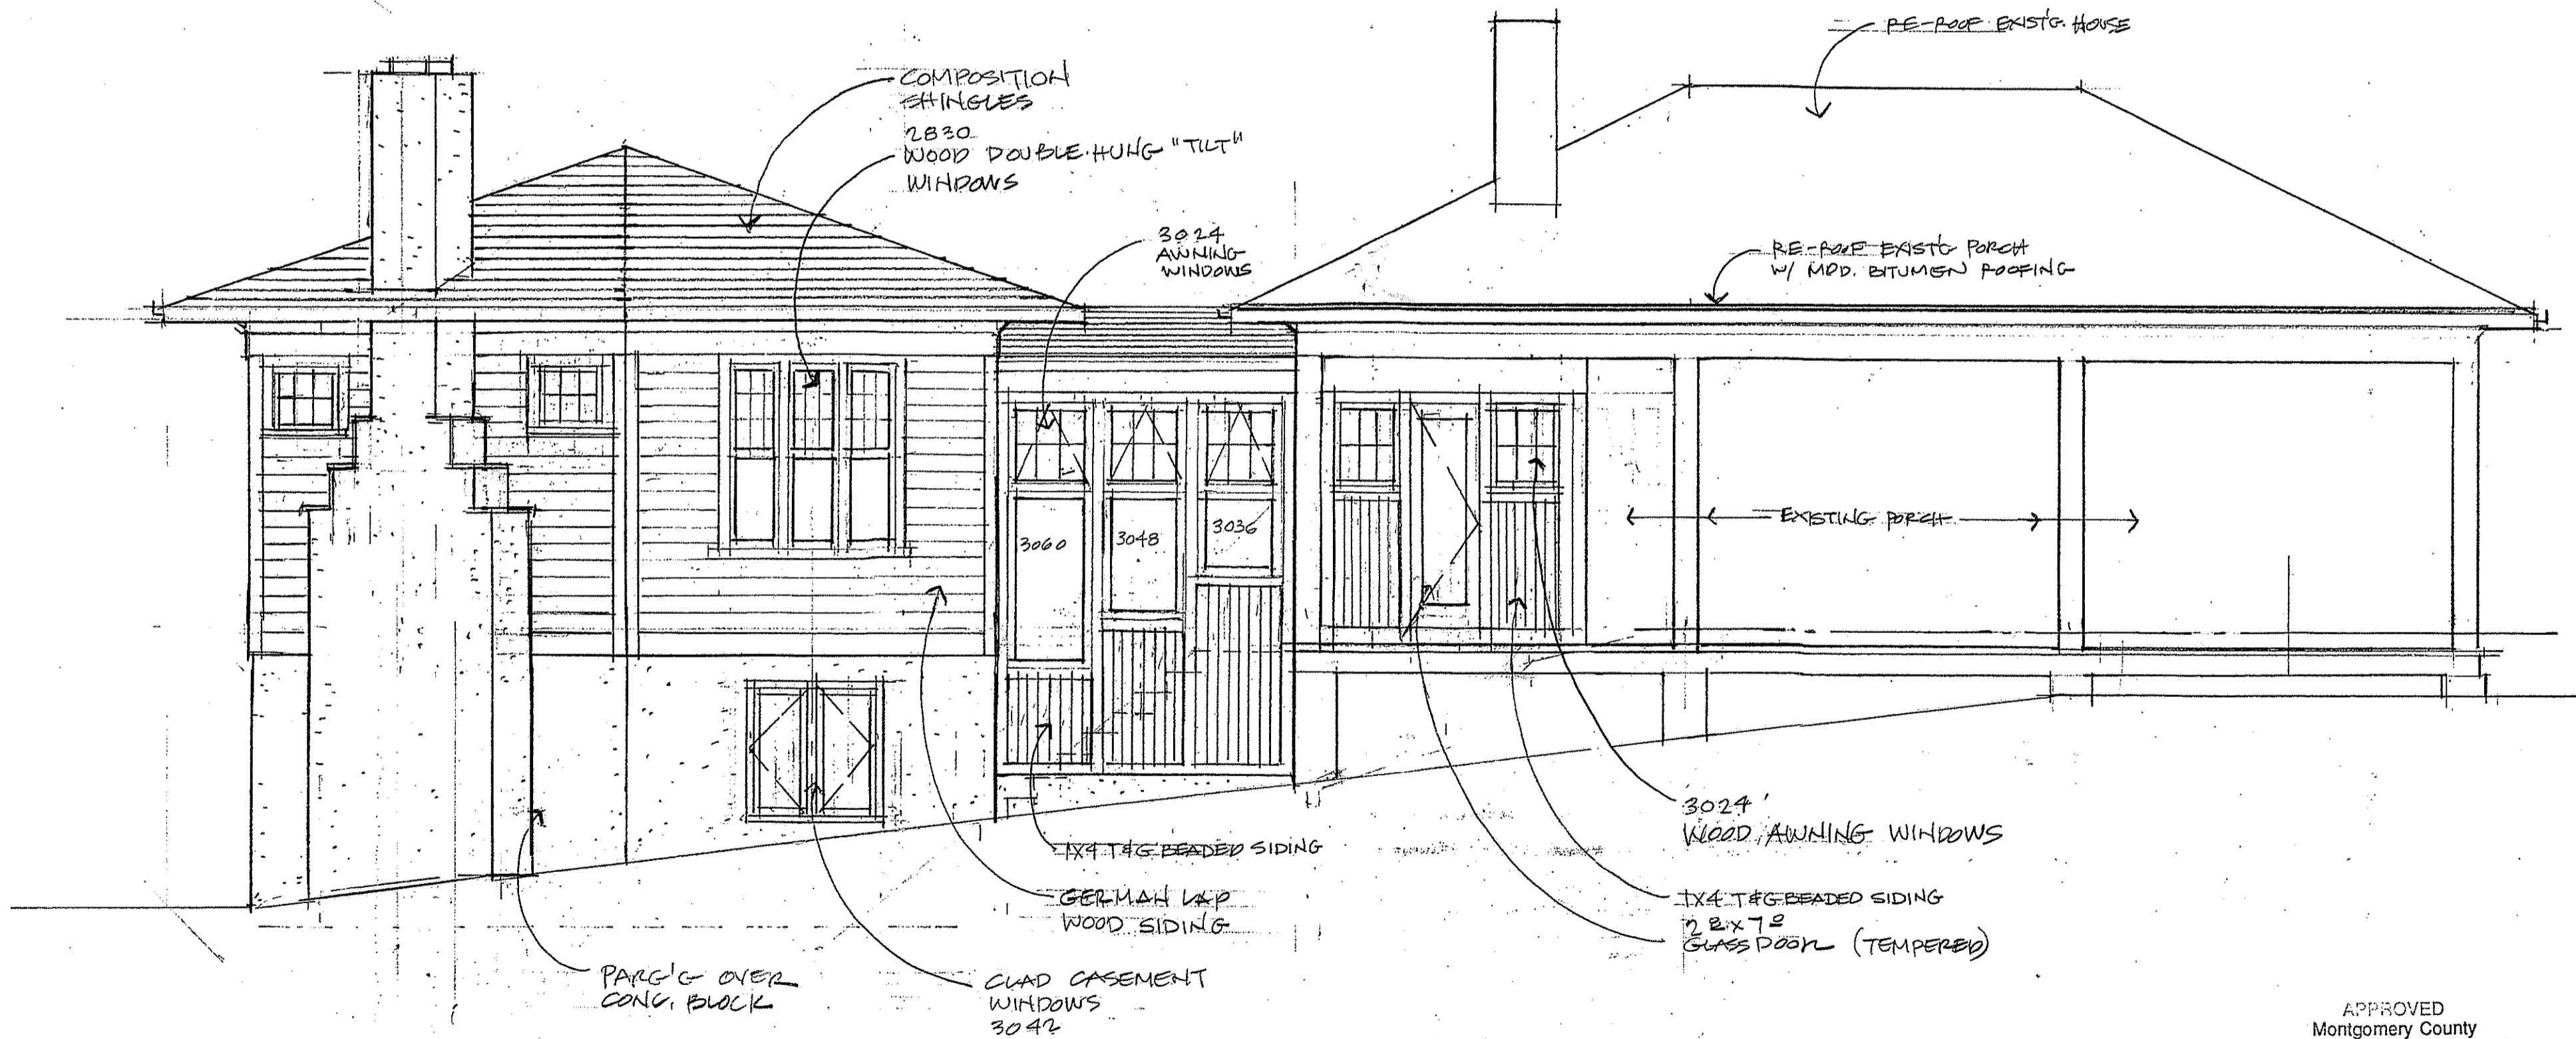 RE-ROOF EXIST'G. HOUSE
COMPOSITION
SHINGLES
2830
WOOD DOUBLE-HUNG "TILT"
WINDOWS
3024
AWNING
WINDOWS
RE-ROOF EXIST'G PORCH
W/ MOD. BITUMEN ROOFING
3060
3048
3036
EXISTING PORCH
3024
WOOD AWNING WINDOWS
1X4 T&G BEADED SIDING
GERMAN LAP
WOOD SIDING
1X4 T&G BEADED SIDING
2 8 X 7 0
GLASS DOOR (TEMPERED)
PARG'G OVER
CONC. BLOCK
CLAD CASEMENT
WINDOWS
3042
APPROVED
Montgomery County